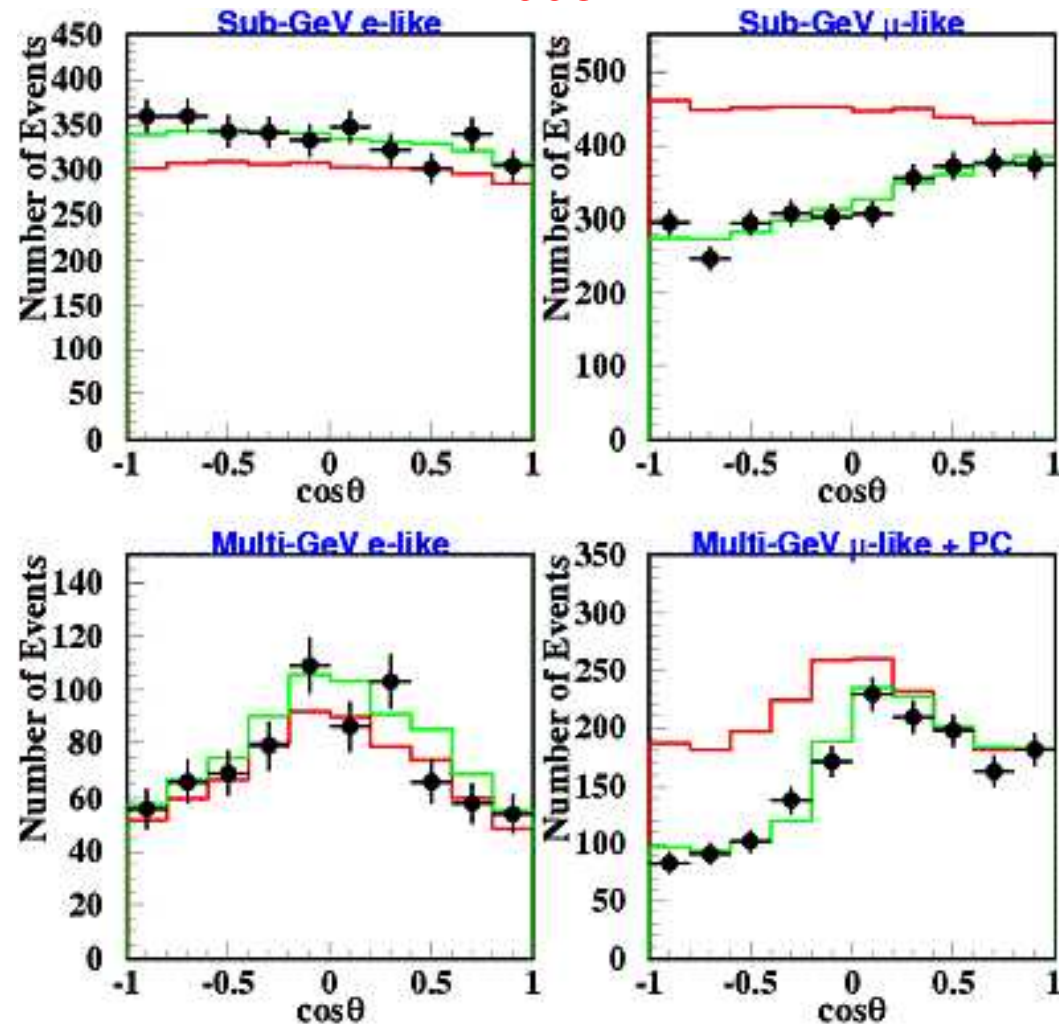 Sub-GeV e-like
Number of Events
450
400
350
300
250
200
150
100
50
0
-1 -0.5 0 0.5 1
cosθ
Sub-GeV μ-like
Number of Events
500
400
300
200
100
0
-1 -0.5 0 0.5 1
cosθ
Multi-GeV e-like
Number of Events
140
120
100
80
60
40
20
0
-1 -0.5 0 0.5 1
cosθ
Multi-GeV μ-like + PC
Number of Events
350
300
250
200
150
100
50
0
-1 -0.5 0 0.5 1
cosθ